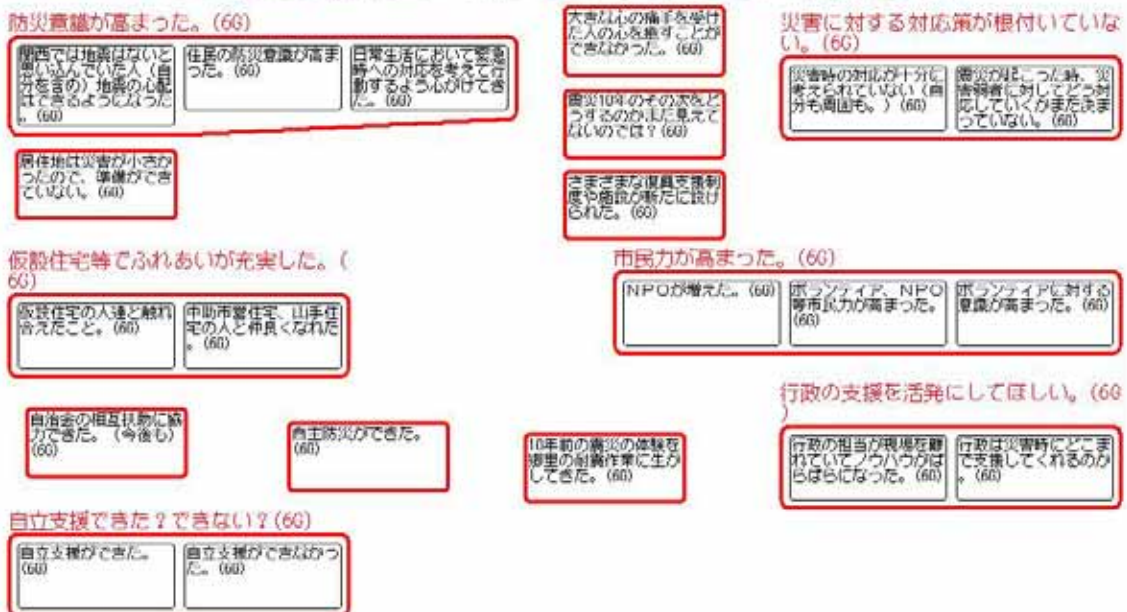 防災意識が高まった。(6G)
関西では地震はないと
思い込んでいた人（自
分を含め）地震の心配
はできるようになった
。(6G)
住民の防災意識が高ま
った。(6G)
日常生活において緊急
時への対応を考えて行
動するよう心がけてき
た。(6G)
居住地は災害が小さか
ったので、準備ができ
ていない。(6G)
大きな心の痛手を受け
た人の心を癒すことが
できなかった。(6G)
震災10年のその次をど
うするのかまだ見えて
ないのでは？(6G)
さまざまな復興支援制
度や施設が新たに設け
られた。(6G)
災害に対する対応策が根付いていな
い。(6G)
災害時の対応が十分に
考えられていない（自
分も周囲も。）(6G)
震災が起こった時、災
害弱者に対してどう対
応していくかまだ決ま
っていない。(6G)
仮設住宅等でふれあいが充実した。(
6G)
仮設住宅の人達と触れ
合えたこと。(6G)
中助市営住宅、山手住
宅の人と仲良くなれた
。(6G)
市民力が高まった。(6G)
NPOが増えた。(6G)
ボランティア、NPO
等市民力が高まった。
(6G)
ボランティアに対する
意識が高まった。(6G)
自治会の相互扶助に協
力できた。（今後も）
(6G)
自主防災ができた。
(6G)
10年前の震災の体験を
郷里の耐震作業に生か
してきた。(6G)
行政の支援を活発にしてほしい。(6G
)
行政の担当が現場を離
れていてノウハウがば
らばらになった。(6G)
行政は災害時にどこま
で支援してくれるのか
。(6G)
自立支援できた？できない？(6G)
自立支援ができた。
(6G)
自立支援ができなかっ
た。(6G)